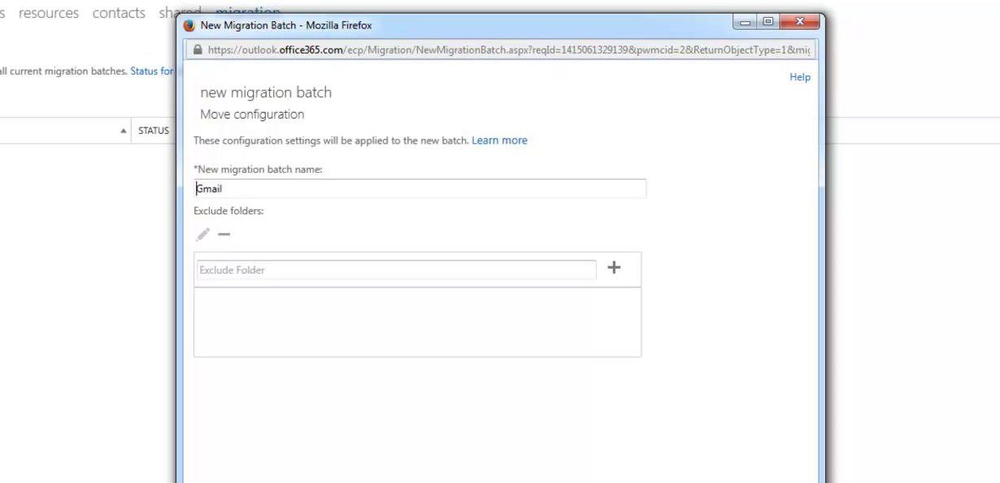 s resources contacts shared migration
New Migration Batch - Mozilla Firefox
https://outlook.office365.com/ecp/Migration/NewMigrationBatch.aspx?reqId=1415061329139&pwmcid=2&ReturnObjectType=1&mig
all current migration batches. Status for
Help
new migration batch
Move configuration
STATUS
These configuration settings will be applied to the new batch. Learn more
*New migration batch name:
Gmail
Exclude folders:
Exclude Folder